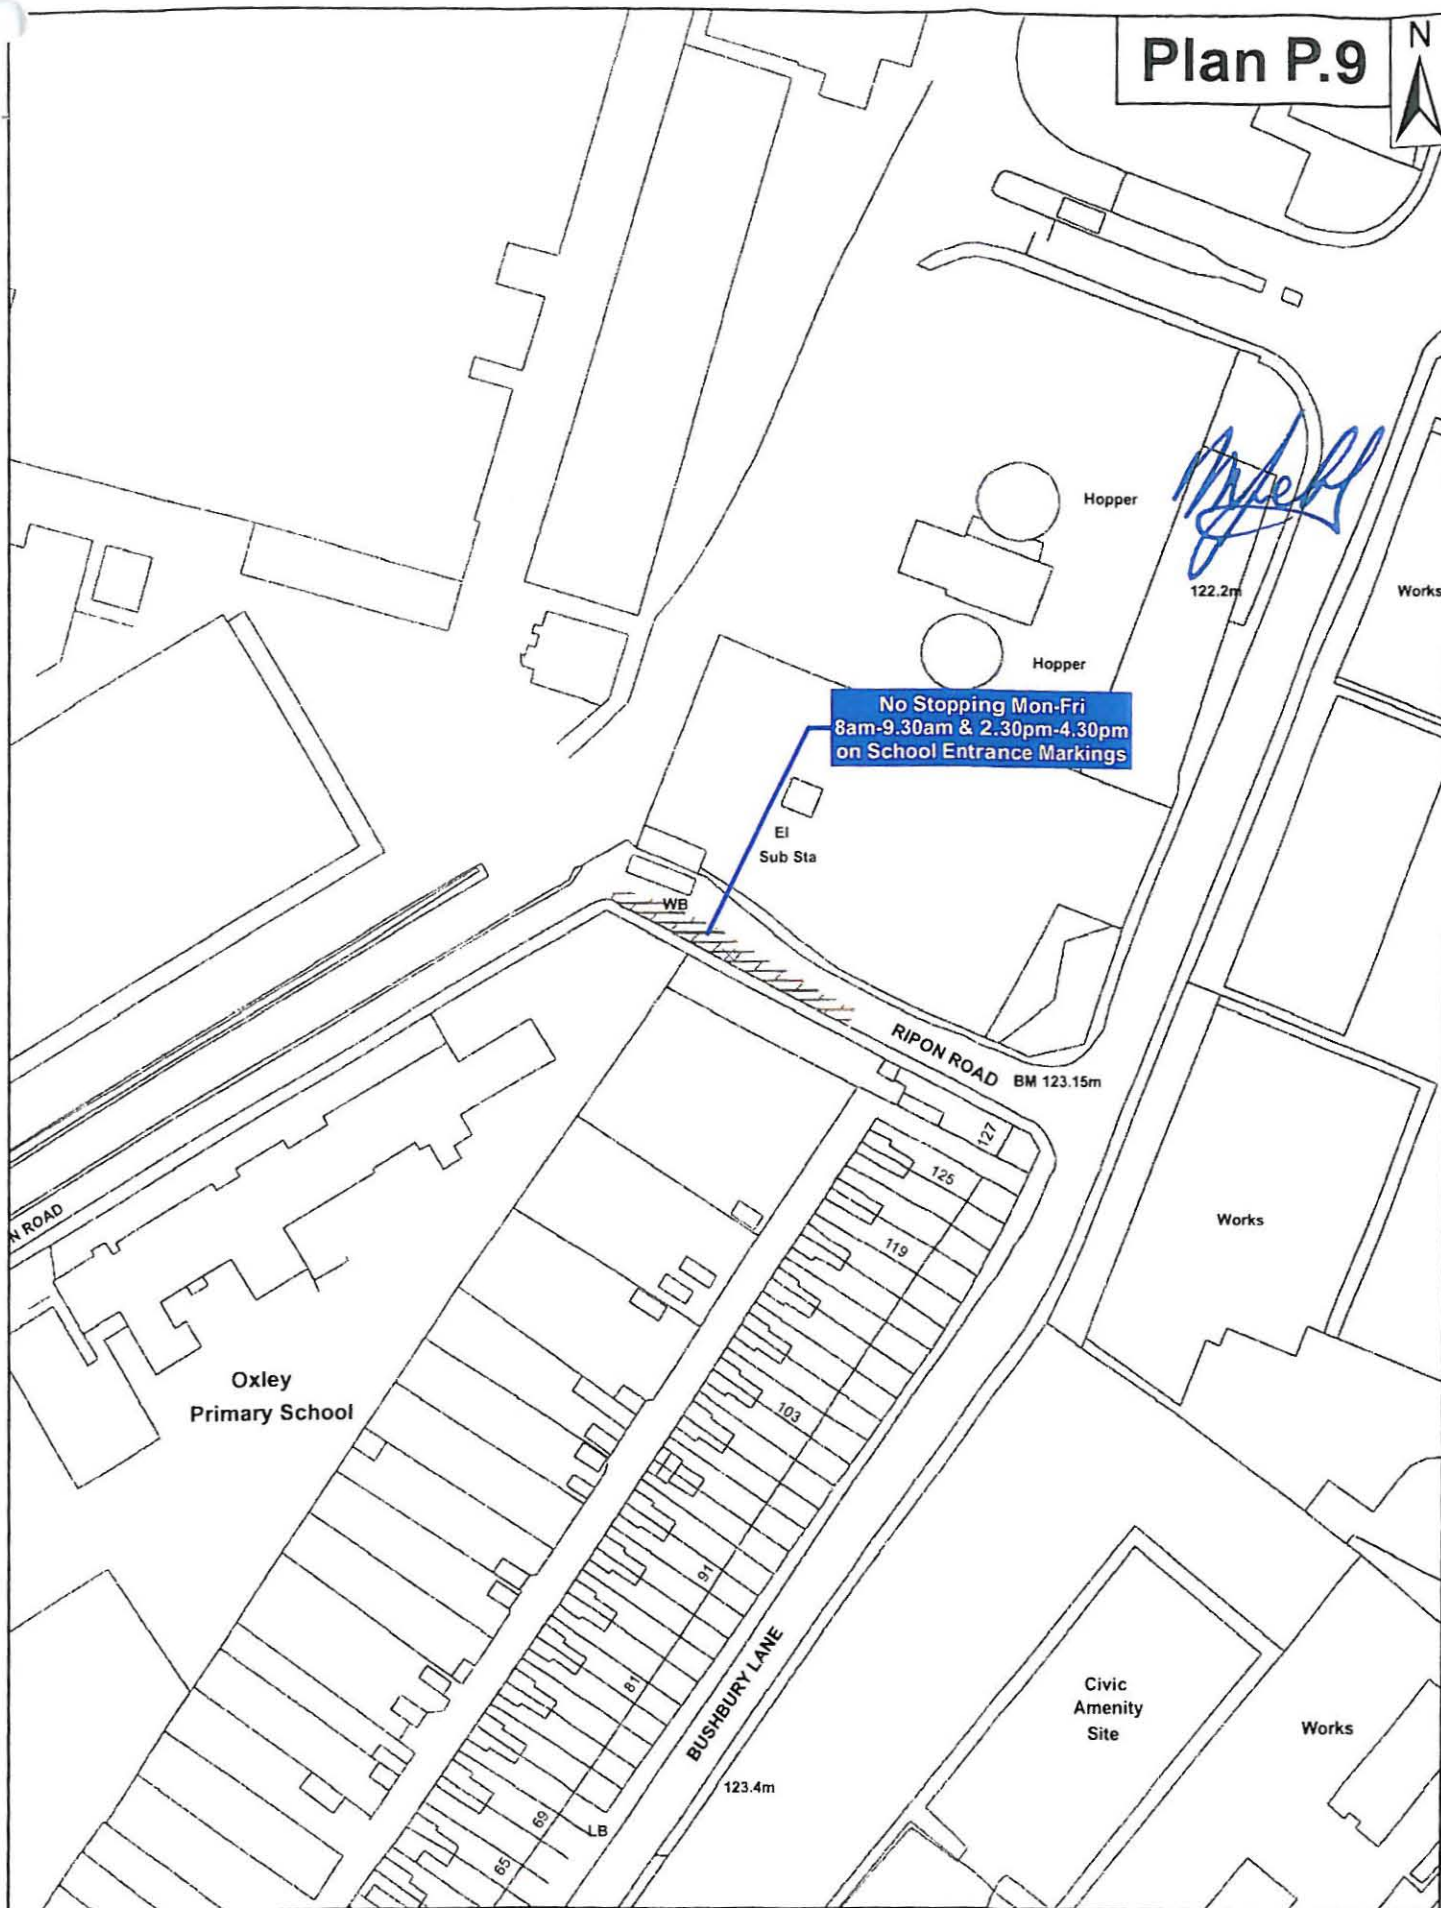 Plan P.9
N
Hopper
122.2m
Works
Hopper
No Stopping Mon-Fri
8am-9.30am & 2.30pm-4.30pm
on School Entrance Markings
El
Sub Sta
WB
RIPON ROAD
BM 123.15m
127
125
N ROAD
119
Works
Oxley
Primary School
103
91
81
BUSHBURY LANE
Civic
Amenity
Site
Works
123.4m
69
LB
65